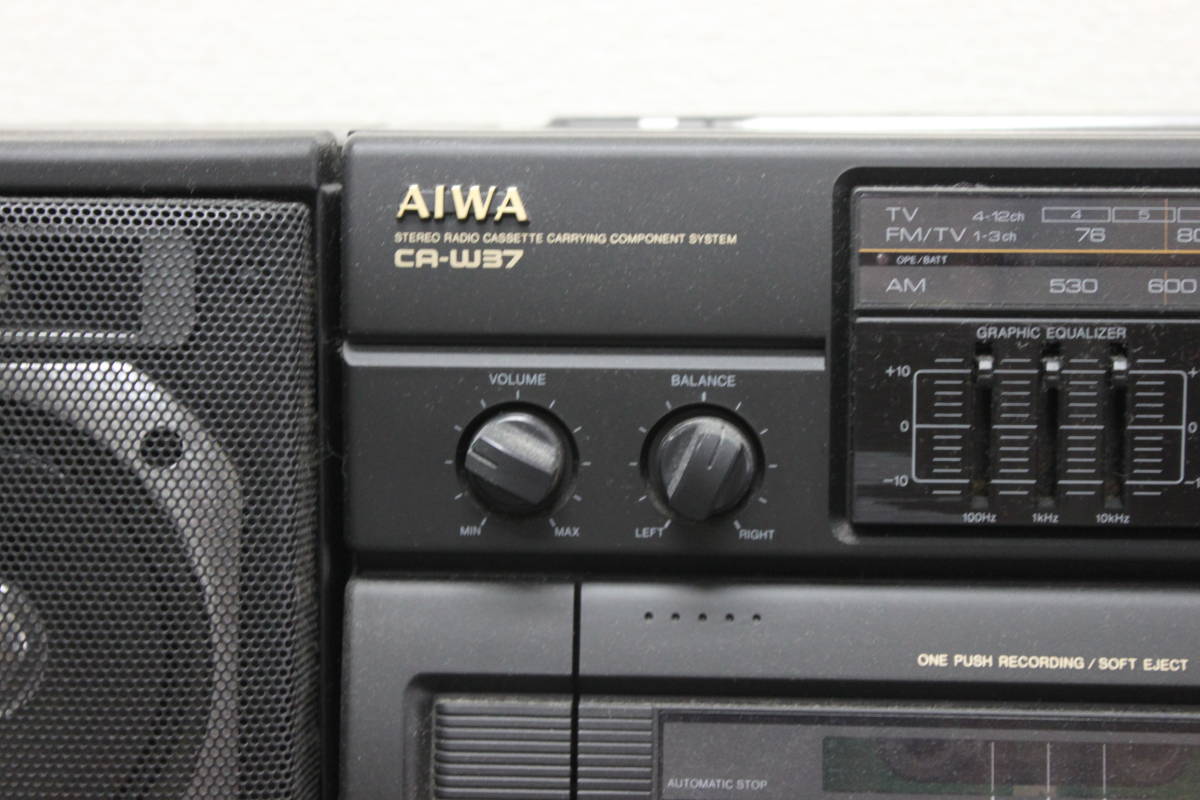 AIWA
STEREO RADIO CASSETTE CARRYING COMPONENT SYSTEM
CA-W37
TV 4-12ch 4 5
FM/TV 1-3ch 76 80
OPE/BATT
AM 530 600
GRAPHIC EQUALIZER
+10 +
0 0
-10 -1
100Hz 1kHz 10kHz
VOLUME BALANCE
MIN MAX LEFT RIGHT
ONE PUSH RECORDING/SOFT EJECT
AUTOMATIC STOP